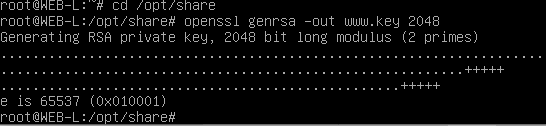 root@WEB-L:~# cd /opt/share
root@WEB-L:/opt/share# openssl genrsa -out www.key 2048
Generating RSA private key, 2048 bit long modulus (2 primes)
.....................................................................
............................................................+++++
...................................................+++++
e is 65537 (0x010001)
root@WEB-L:/opt/share#